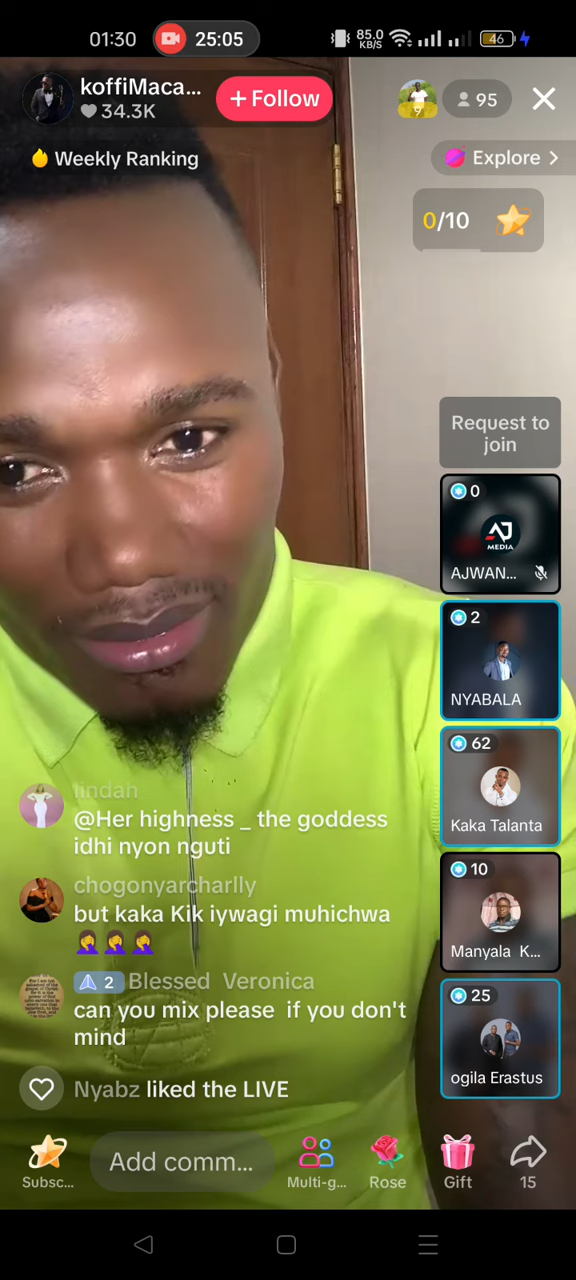 01:30
25:05
85.0
KB/S
46
koffiMaca...
34.3K
+ Follow
9
95
Weekly Ranking
Explore >
0/10
Request to
join
0
AJ
MEDIA
AJWAN...
2
NYABALA
62
Kaka Talanta
10
Manyala K...
25
ogila Erastus
lindah
@Her highness _ the goddess
idhi nyon nguti
chogonyarcharlly
but kaka Kik iywagi muhichwa
🤦‍♀️🤦‍♀️🤦‍♀️
2 Blessed Veronica
can you mix please if you don't
mind
Nyabz liked the LIVE
Subsc...
Add comm...
Multi-g...
Rose
Gift
15